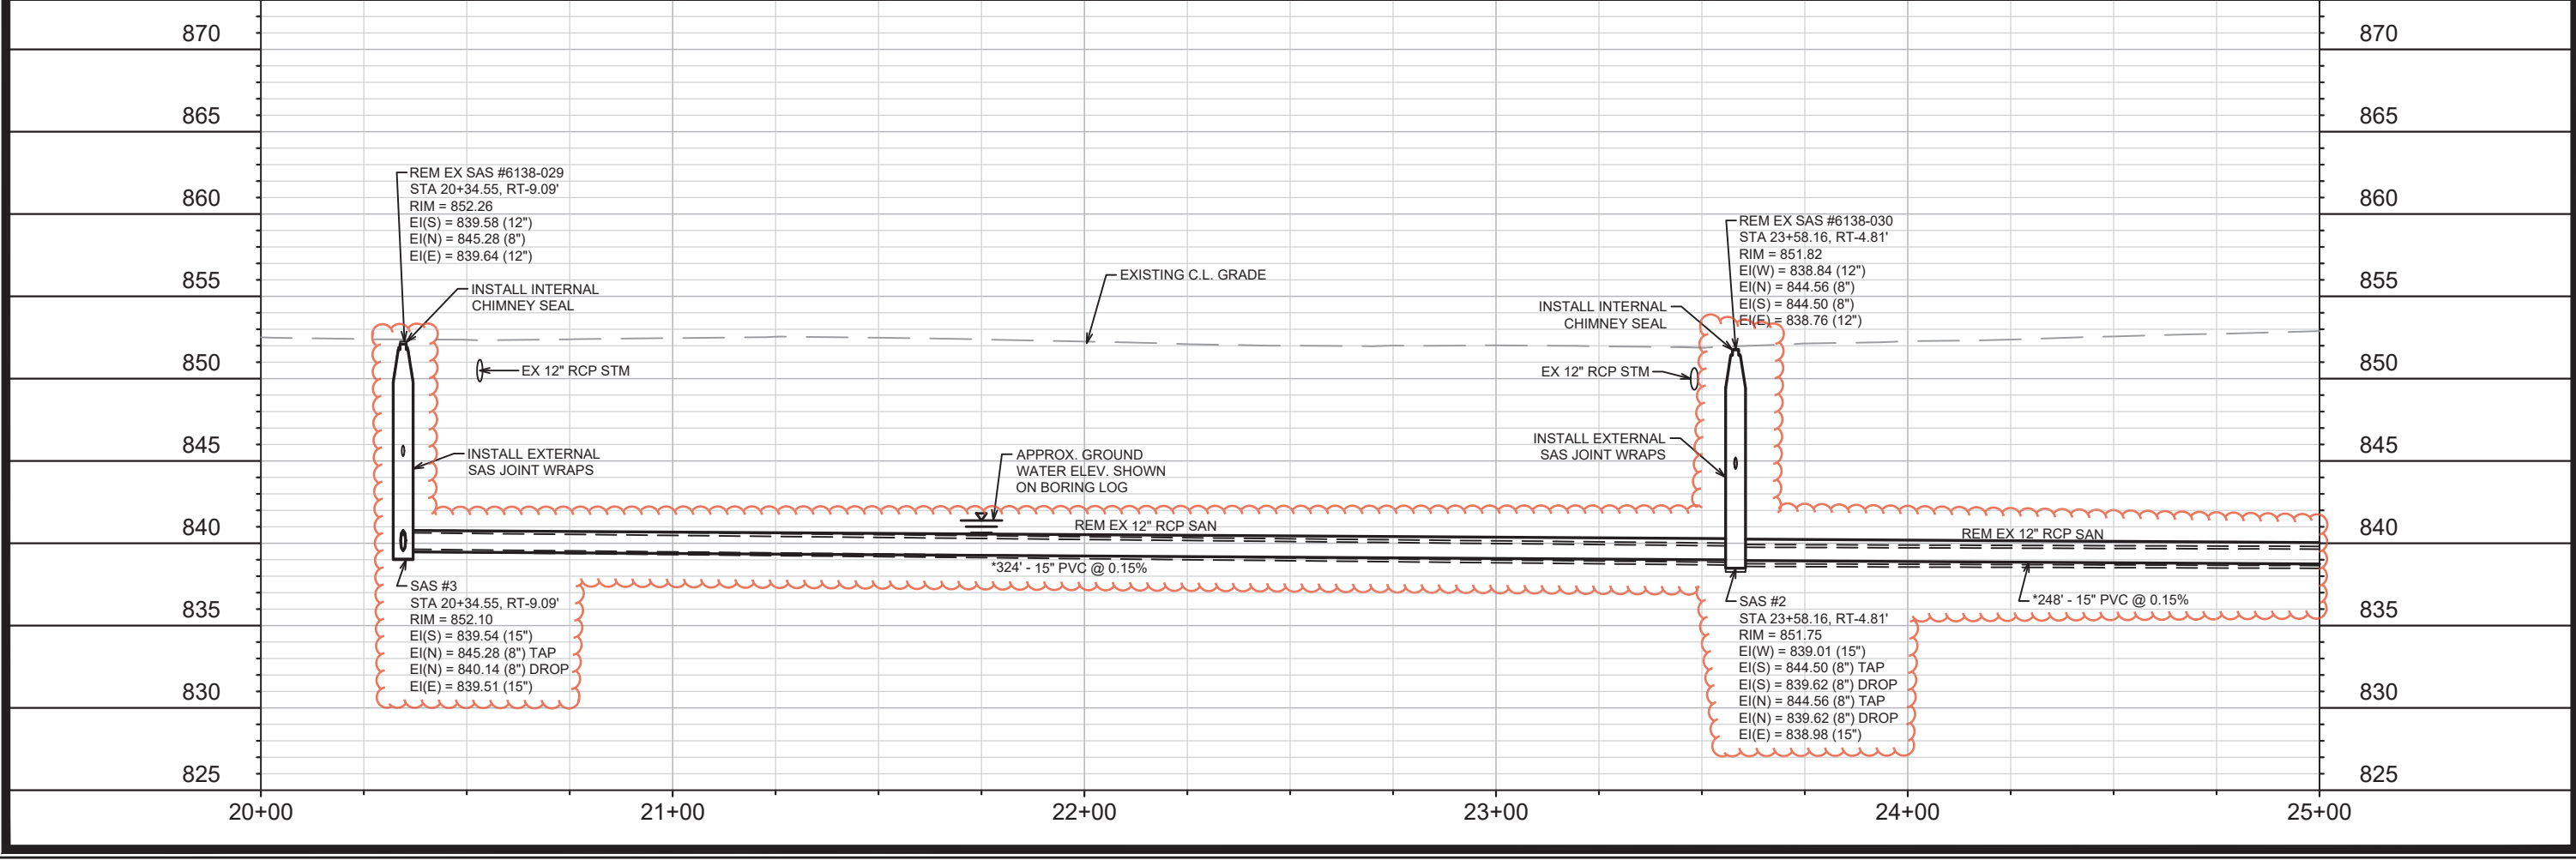 870
870
865
865
REM EX SAS #6138-029
STA 20+34.55, RT-9.09'
RIM = 852.26
EI(S) = 839.58 (12")
EI(N) = 845.28 (8")
EI(E) = 839.64 (12")
860
860
REM EX SAS #6138-030
STA 23+58.16, RT-4.81'
RIM = 851.82
EI(W) = 838.84 (12")
EI(N) = 844.56 (8")
EI(S) = 844.50 (8")
EI(E) = 838.76 (12")
855
855
EXISTING C.L. GRADE
INSTALL INTERNAL
CHIMNEY SEAL
INSTALL INTERNAL
CHIMNEY SEAL
850
850
EX 12" RCP STM
EX 12" RCP STM
845
845
INSTALL EXTERNAL
SAS JOINT WRAPS
APPROX. GROUND
WATER ELEV. SHOWN
ON BORING LOG
INSTALL EXTERNAL
SAS JOINT WRAPS
840
840
REM EX 12" RCP SAN
REM EX 12" RCP SAN
*324' - 15" PVC @ 0.15%
*248' - 15" PVC @ 0.15%
835
835
SAS #3
STA 20+34.55, RT-9.09'
RIM = 852.10
EI(S) = 839.54 (15")
EI(N) = 845.28 (8") TAP
EI(N) = 840.14 (8") DROP
EI(E) = 839.51 (15")
SAS #2
STA 23+58.16, RT-4.81'
RIM = 851.75
EI(W) = 839.01 (15")
EI(S) = 844.50 (8") TAP
EI(S) = 839.62 (8") DROP
EI(N) = 844.56 (8") TAP
EI(N) = 839.62 (8") DROP
EI(E) = 838.98 (15")
830
830
825
825
20+00
21+00
22+00
23+00
24+00
25+00